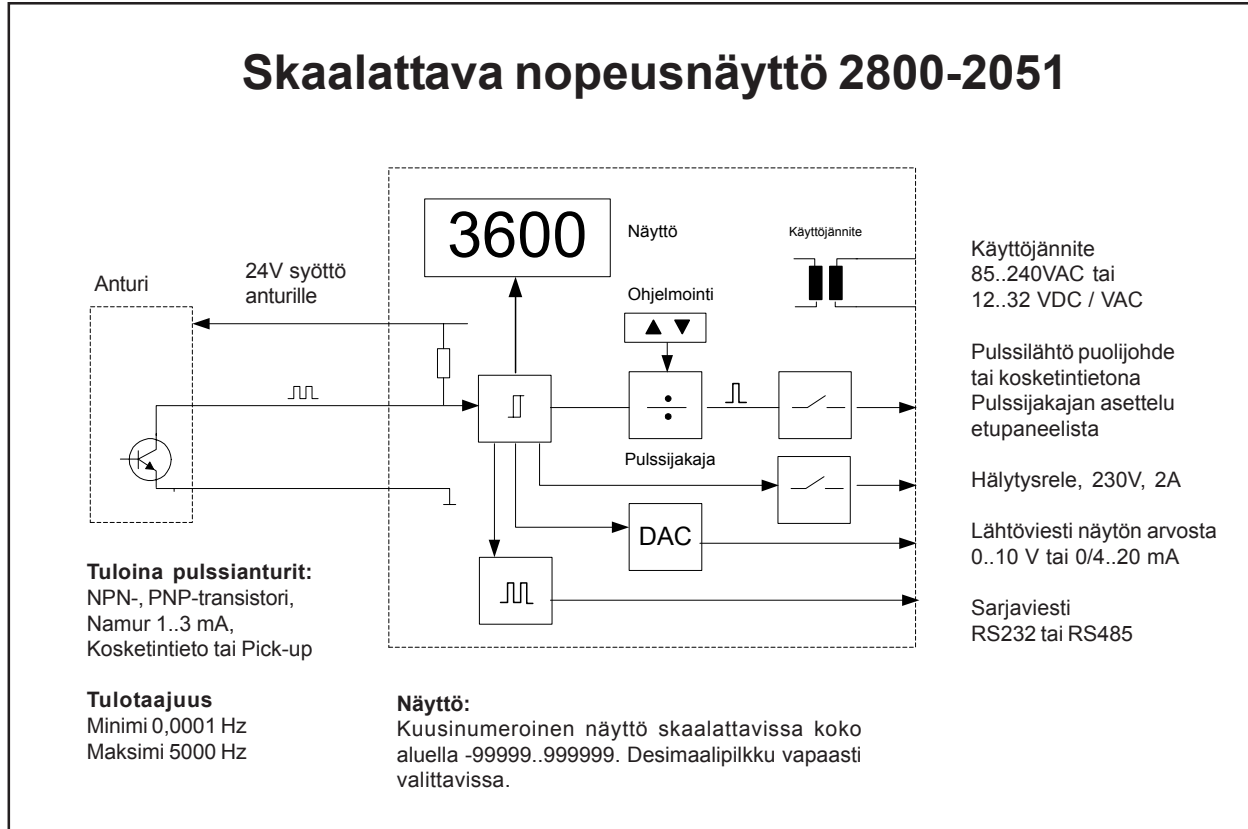 Skaalattava nopeusnäyttö 2800-2051
3600
Näyttö
Käyttöjännite
Anturi
24V syöttö
anturille
Ohjelmointi
Pulssijakaja
DAC
Käyttöjännite
85..240VAC tai
12..32 VDC / VAC
Pulssilähtö puolijohde
tai kosketintietona
Pulssijakajan asettelu
etupaneelista
Hälytysrele, 230V, 2A
Lähtöviesti näytön arvosta
0..10 V tai 0/4..20 mA
Sarjaviesti
RS232 tai RS485
Tuloina pulssianturit:
NPN-, PNP-transistori,
Namur 1..3 mA,
Kosketintieto tai Pick-up
Tulotaajuus
Minimi 0,0001 Hz
Maksimi 5000 Hz
Näyttö:
Kuusinumeroinen näyttö skaalattavissa koko
aluella -99999..999999. Desimaalipilkku vapaasti
valittavissa.